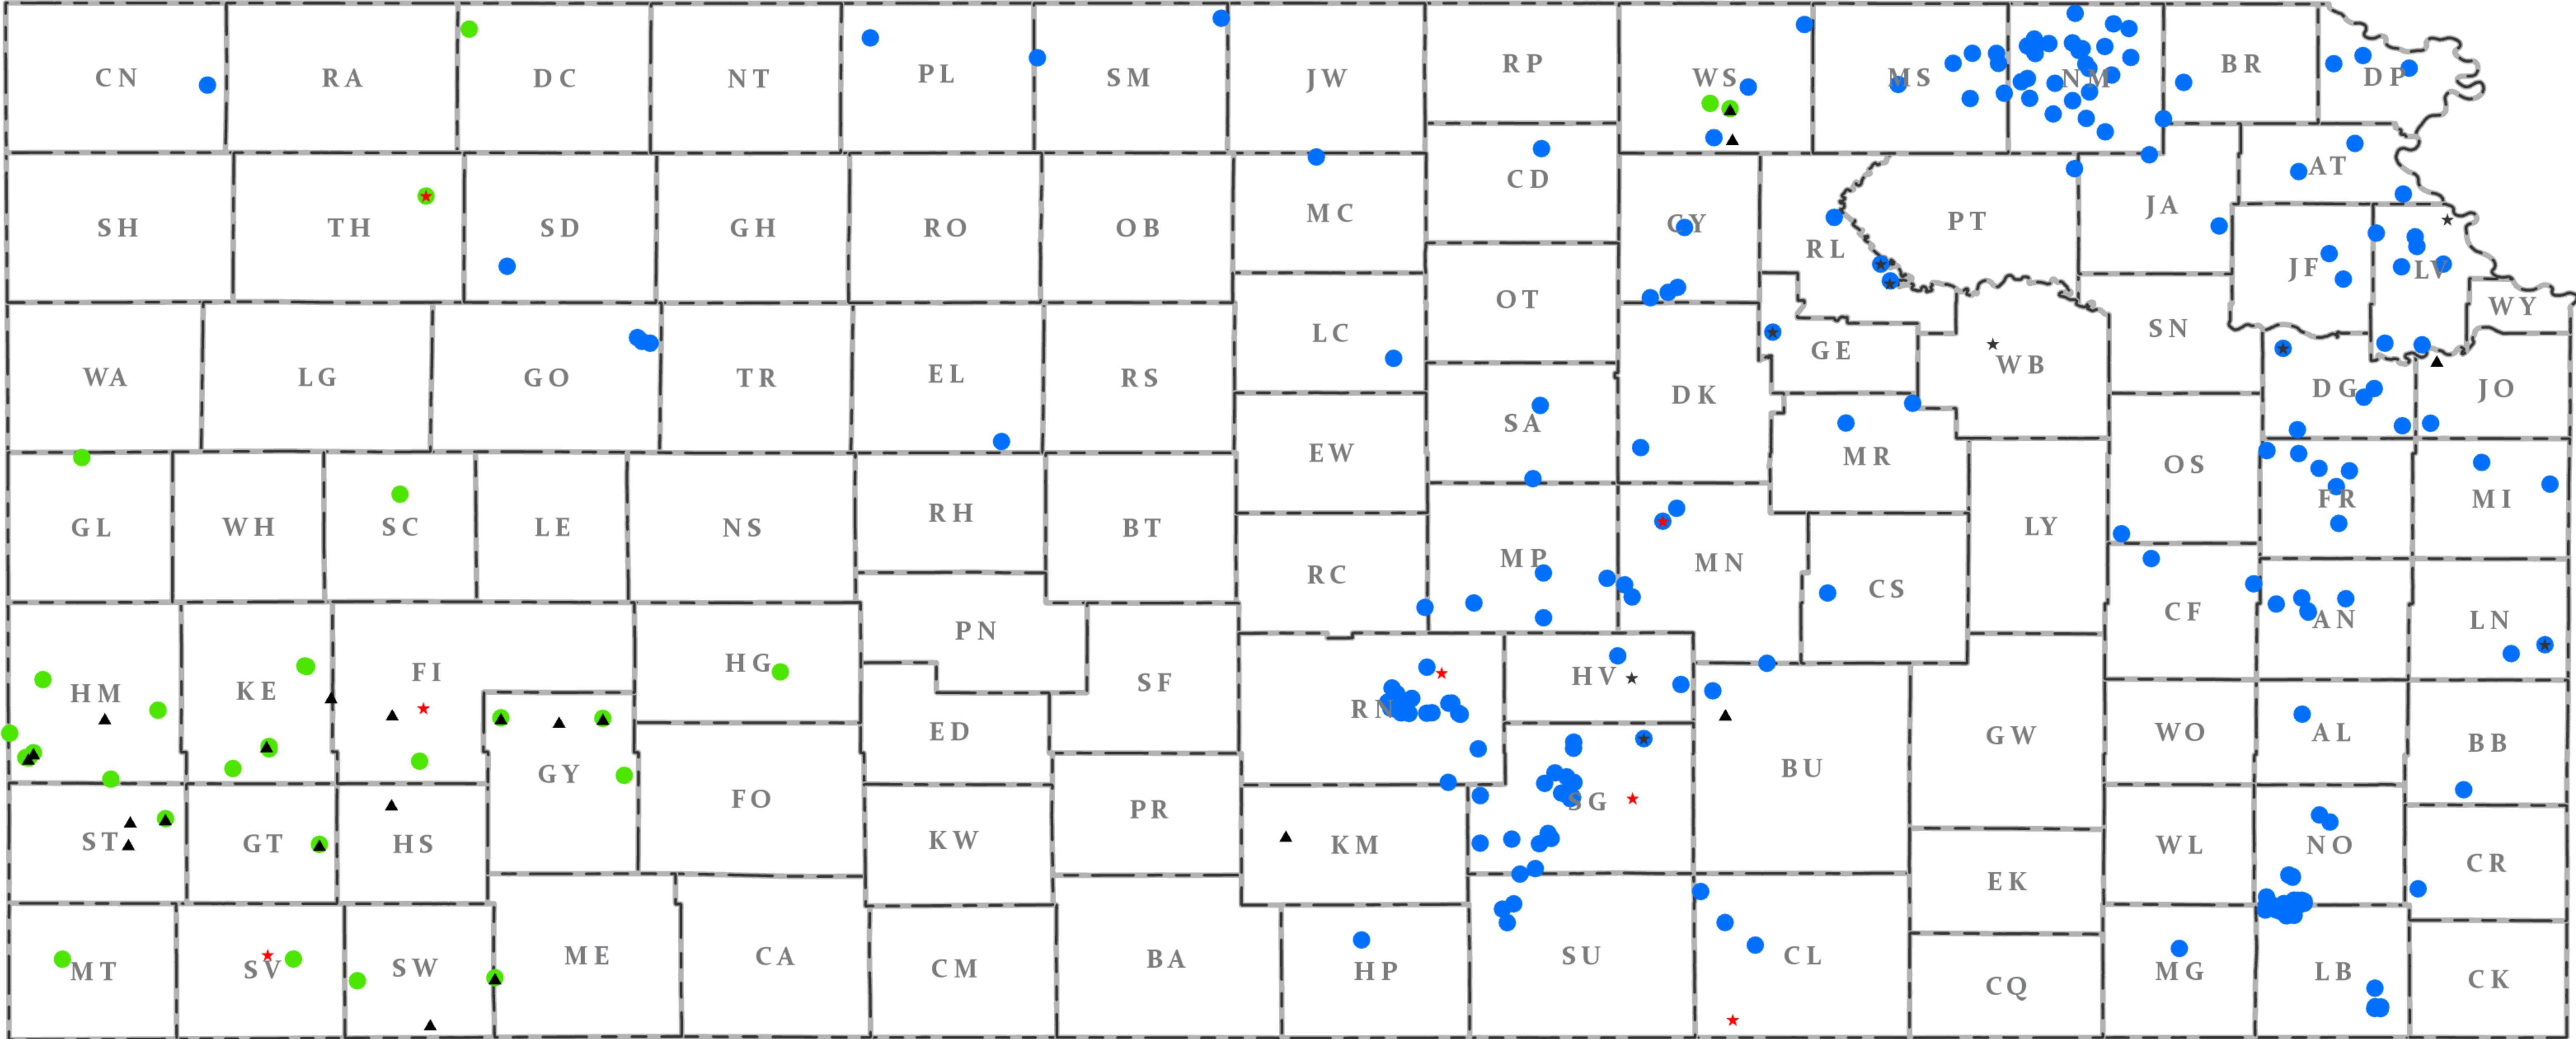 CN RA DC NT PL SM JW RP WS MS NM BR DP
SH TH SD GH RO OB MC CD CY RL PT JA AT
JF LV WY
WA LG GO TR EL RS LC OT DK GE WB SN DG JO
GL WH SC LE NS RH BT EW SA MR LY OS FR MI
RC MP MN CS CF AN LN
HM KE FI HG PN SF RN HV BU GW WO AL BB
ED GY FO PR SG
ST GT HS KW KM EK WL NO CR
MT SV SW ME CA CM BA HP SU CL CQ MG LB CK